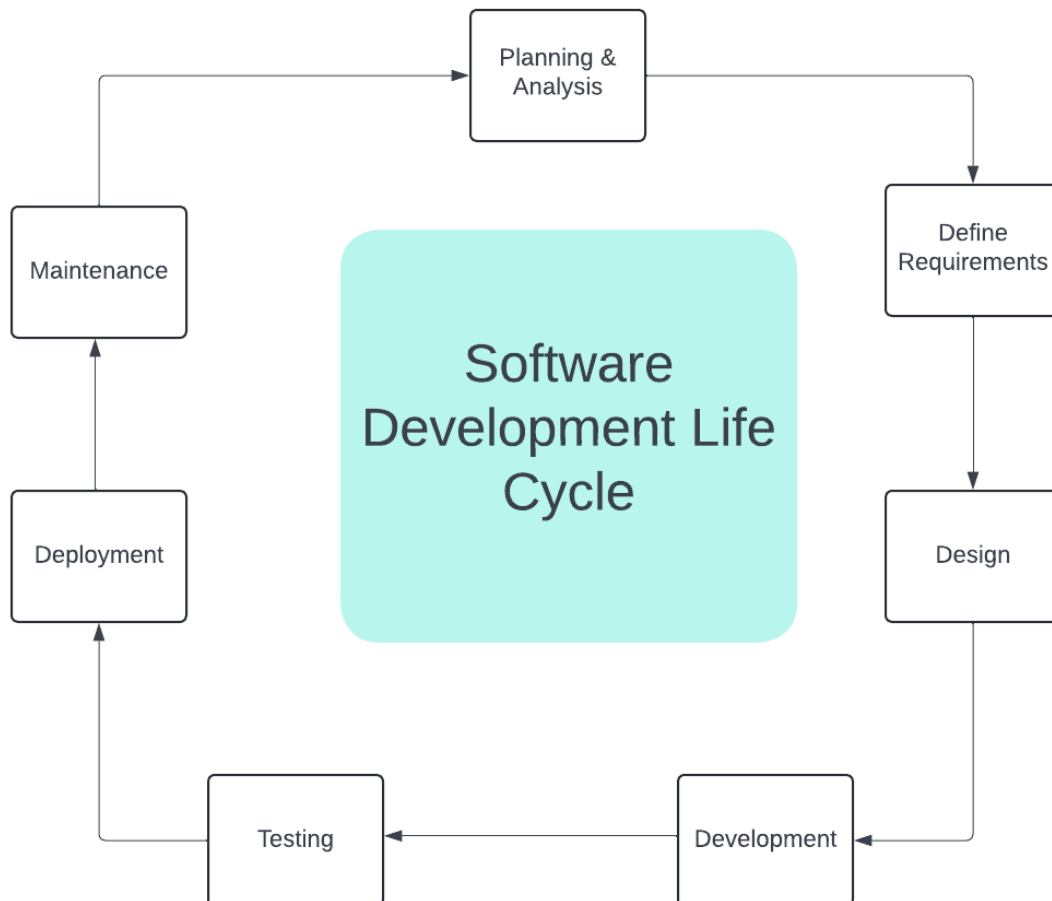 Planning &
Analysis
Define
Requirements
Maintenance
Software
Development Life
Cycle
Deployment
Design
Testing
Development